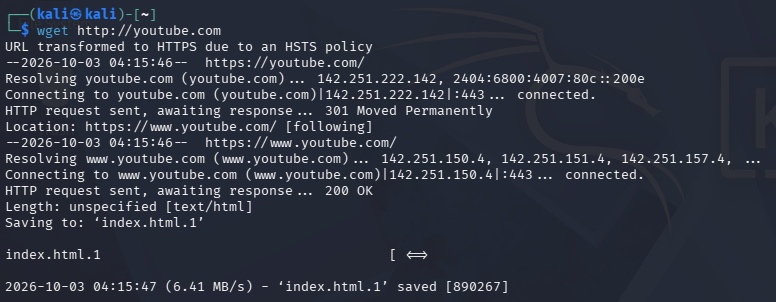 ┌──(kali㉿kali)-[~]
└─$ wget http://youtube.com
URL transformed to HTTPS due to an HSTS policy
--2026-10-03 04:15:46--  https://youtube.com/
Resolving youtube.com (youtube.com)... 142.251.222.142, 2404:6800:4007:80c::200e
Connecting to youtube.com (youtube.com)|142.251.222.142|:443... connected.
HTTP request sent, awaiting response... 301 Moved Permanently
Location: https://www.youtube.com/ [following]
--2026-10-03 04:15:46--  https://www.youtube.com/
Resolving www.youtube.com (www.youtube.com)... 142.251.150.4, 142.251.151.4, 142.251.157.4, ...
Connecting to www.youtube.com (www.youtube.com)|142.251.150.4|:443... connected.
HTTP request sent, awaiting response... 200 OK
Length: unspecified [text/html]
Saving to: ‘index.html.1’

index.html.1 [ <=>

2026-10-03 04:15:47 (6.41 MB/s) - ‘index.html.1’ saved [890267]